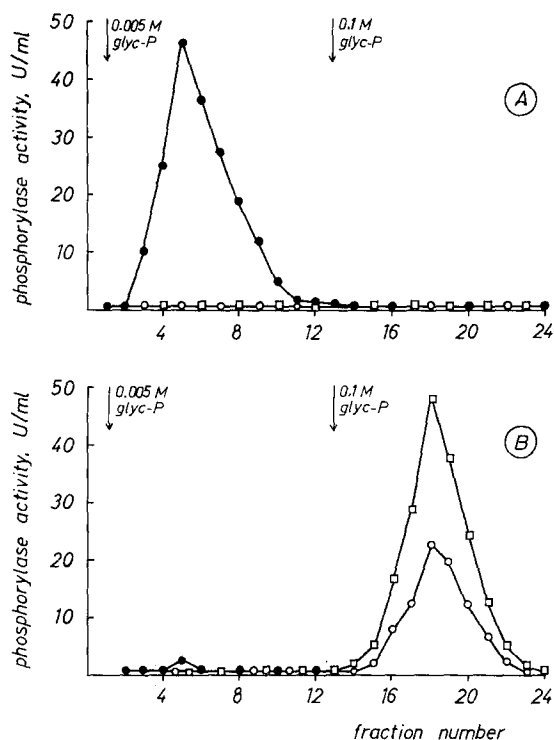 phosphorylase activity, U/ml
50
40
30
20
10
0.005 M
glyc-P
0.1 M
glyc-P
A
4
8
12
16
20
24
phosphorylase activity, U/ml
50
40
30
20
10
0.005 M
glyc-P
0.1 M
glyc-P
B
4
8
12
16
20
24
fraction number